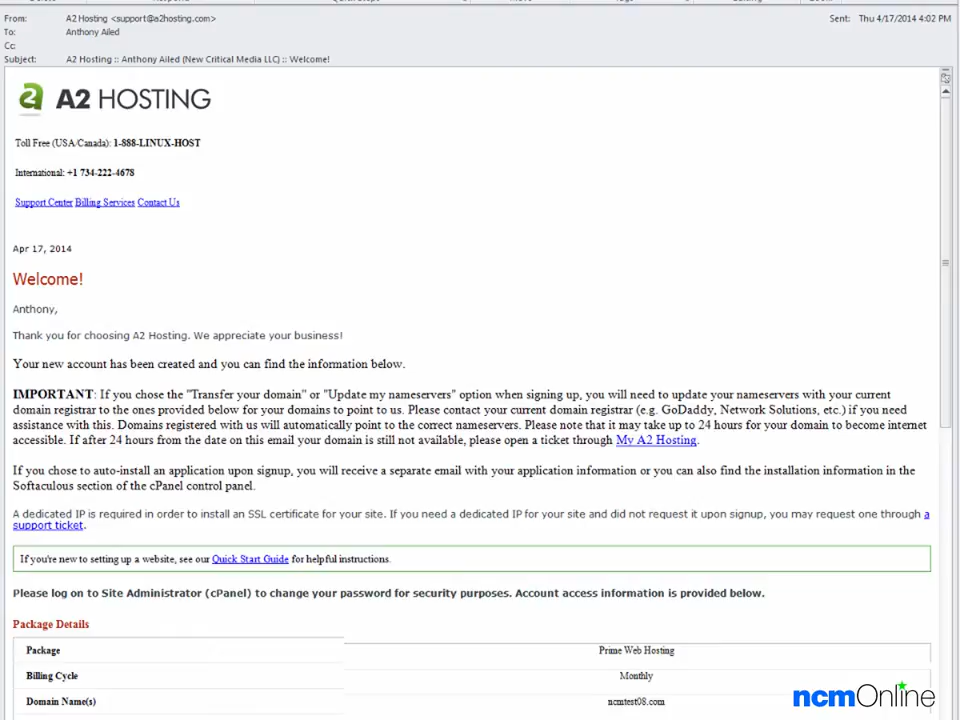 From: A2 Hosting <support@a2hosting.com> Sent: Thu 4/17/2014 4:02 PM
To: Anthony Ailed
Cc:
Subject: A2 Hosting :: Anthony Ailed (New Critical Media LLC) :: Welcome!
A2 HOSTING
Toll Free (USA/Canada): 1-888-LINUX-HOST
International: +1 734-222-4678
Support Center Billing Services Contact Us
Apr 17, 2014
Welcome!
Anthony,
Thank you for choosing A2 Hosting. We appreciate your business!
Your new account has been created and you can find the information below.
IMPORTANT: If you chose the "Transfer your domain" or "Update my nameservers" option when signing up, you will need to update your nameservers with your current
domain registrar to the ones provided below for your domains to point to us. Please contact your current domain registrar (e.g. GoDaddy, Network Solutions, etc.) if you need
assistance with this. Domains registered with us will automatically point to the correct nameservers. Please note that it may take up to 24 hours for your domain to become internet
accessible. If after 24 hours from the date on this email your domain is still not available, please open a ticket through My A2 Hosting.
If you chose to auto-install an application upon signup, you will receive a separate email with your application information or you can also find the installation information in the
Softaculous section of the cPanel control panel.
A dedicated IP is required in order to install an SSL certificate for your site. If you need a dedicated IP for your site and did not request it upon signup, you may request one through a
support ticket.
If you're new to setting up a website, see our Quick Start Guide for helpful instructions.
Please log on to Site Administrator (cPanel) to change your password for security purposes. Account access information is provided below.
Package Details
Package Prime Web Hosting
Billing Cycle Monthly
Domain Name(s) ncmtest08.com
ncmOnline